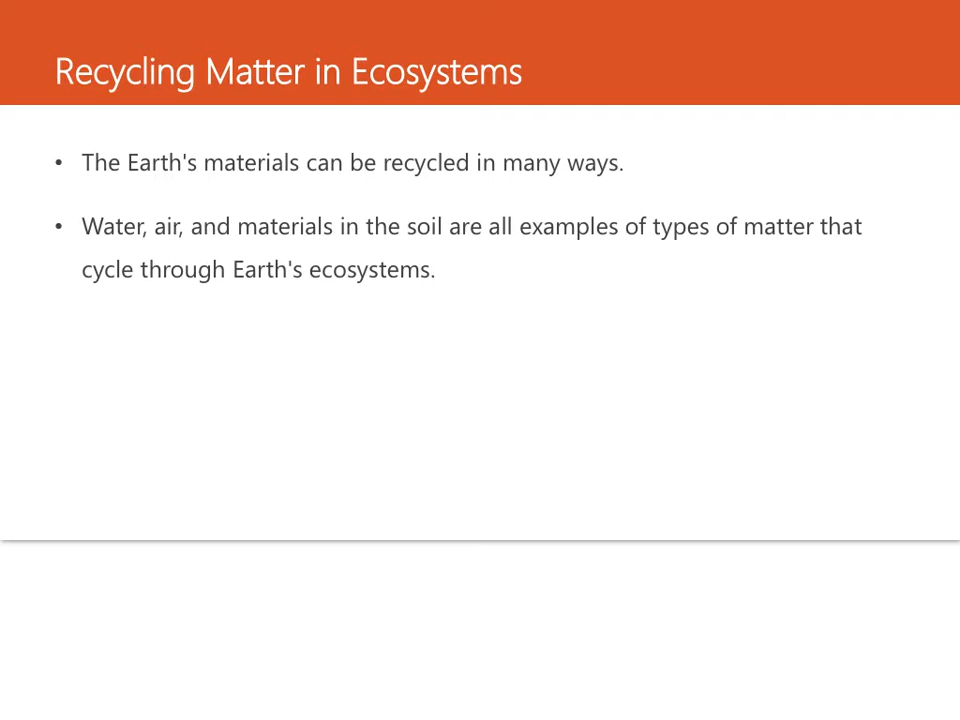 Recycling Matter in Ecosystems
• The Earth's materials can be recycled in many ways.
• Water, air, and materials in the soil are all examples of types of matter that
cycle through Earth's ecosystems.